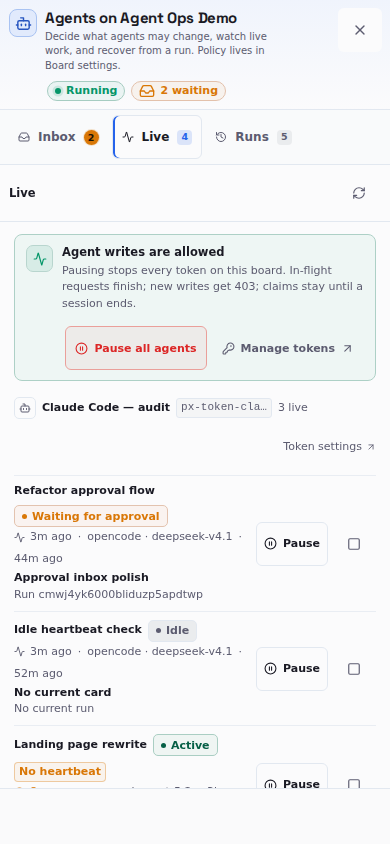 Agents on Agent Ops Demo
Decide what agents may change, watch live
work, and recover from a run. Policy lives in
Board settings.
Running
2 waiting
Inbox 2
Live 4
Runs 5
Live
Agent writes are allowed
Pausing stops every token on this board. In-flight
requests finish; new writes get 403; claims stay until a
session ends.
Pause all agents
Manage tokens
Claude Code — audit px-token-cla… 3 live
Token settings
Refactor approval flow
Waiting for approval
3m ago · opencode · deepseek-v4.1 ·
44m ago
Approval inbox polish
Run cmwj4yk6000bliduzp5apdtwp
Pause
Idle heartbeat check Idle
3m ago · opencode · deepseek-v4.1 ·
52m ago
No current card
No current run
Pause
Landing page rewrite Active
No heartbeat
Pause